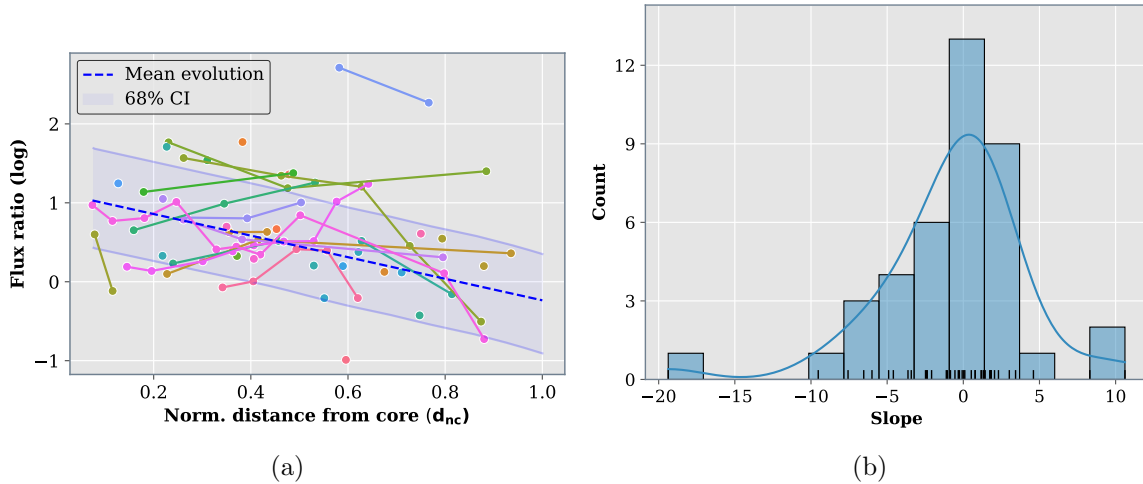 Mean evolution
68% CI
Flux ratio (log)
2
1
0
−1
0.2 0.4 0.6 0.8 1.0
Norm. distance from core (d_nc)
(a)
Count
12
9
6
3
0
−20 −15 −10 −5 0 5 10
Slope
(b)